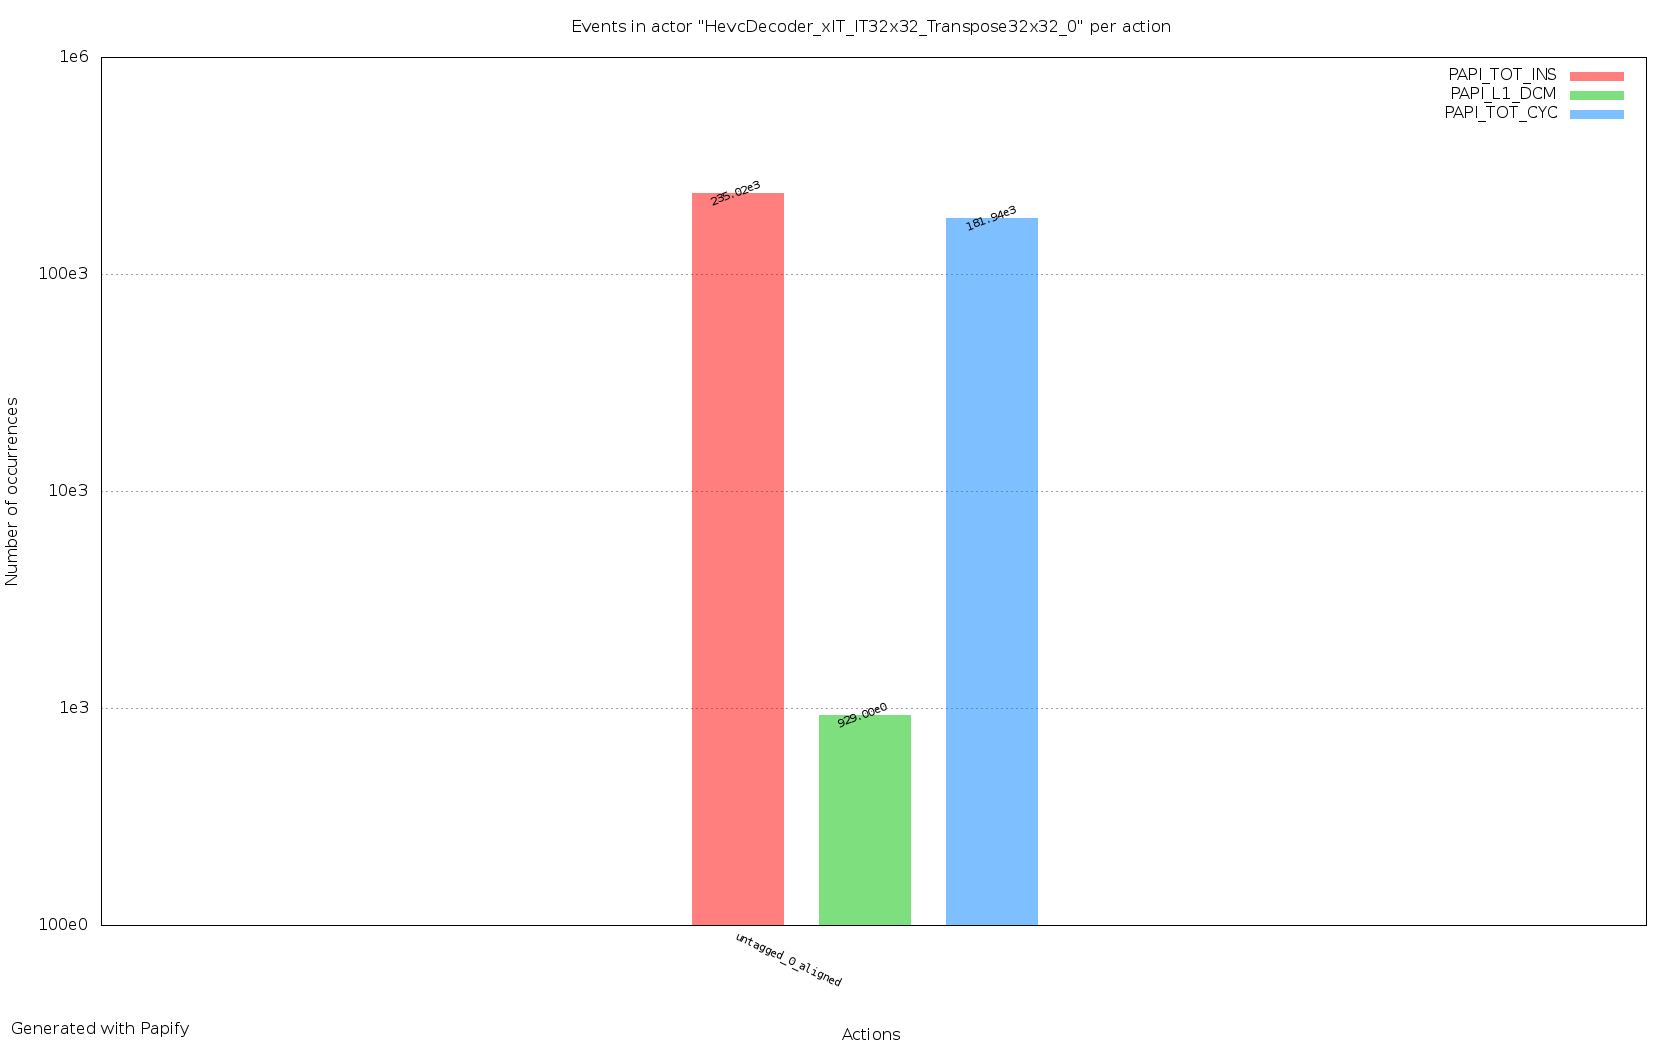 Events in actor "HevcDecoder_xIT_IT32x32_Transpose32x32_0" per action
1e6
PAPI_TOT_INS
PAPI_L1_DCM
PAPI_TOT_CYC
235.02e3
181.94e3
100e3
Number of occurrences
10e3
1e3
929.00e0
100e0
untagged_0_aligned
Generated with Papify
Actions